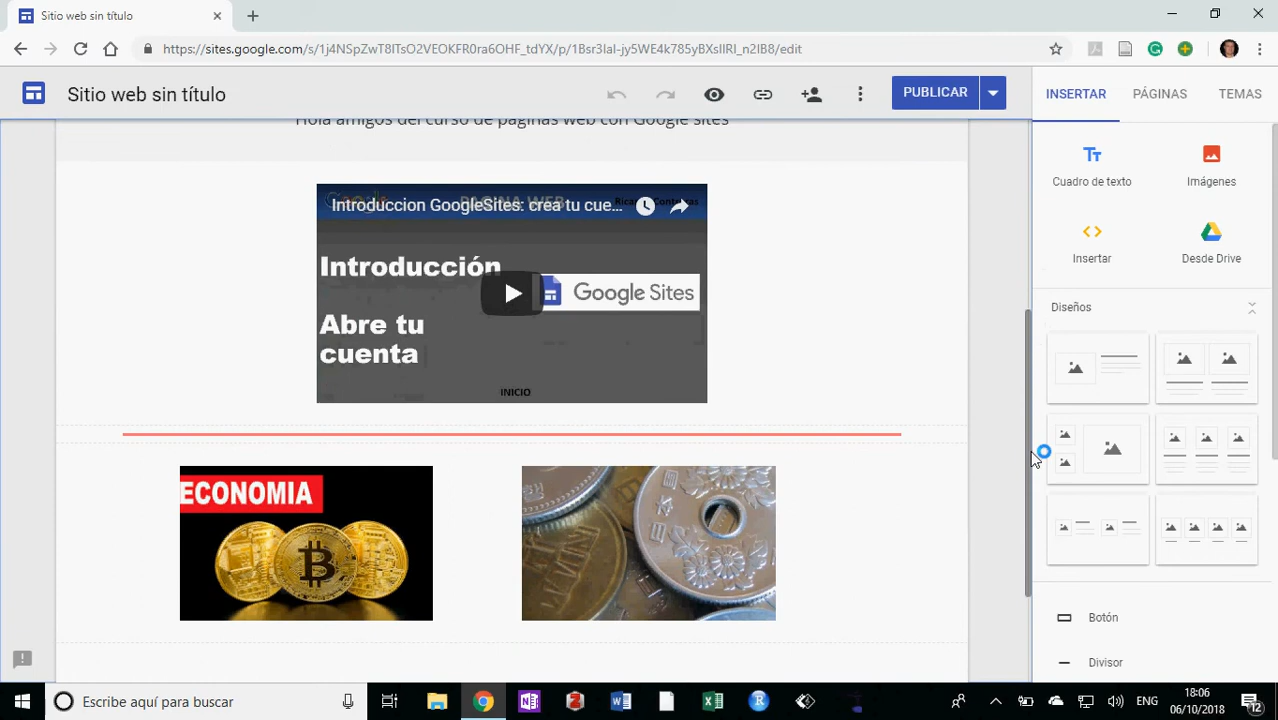 Sitio web sin título
https://sites.google.com/s/1j4NSpZwT8ITsO2VEOKFR0ra6OHF_tdYX/p/1Bsr3IaI-jy5WE4k785yBXsIIRI_n2IB8/edit
Sitio web sin título
PUBLICAR
INSERTAR PÁGINAS TEMAS
Hola amigos del curso de paginas web con Google sites
Introduccion GoogleSites: crea tu cue...
Introducción
Google Sites
Abre tu
cuenta
INICIO
ECONOMIA
Cuadro de texto
Imágenes
Insertar
Desde Drive
Diseños
Botón
Divisor
Escribe aquí para buscar
ENG
18:06
06/10/2018
12